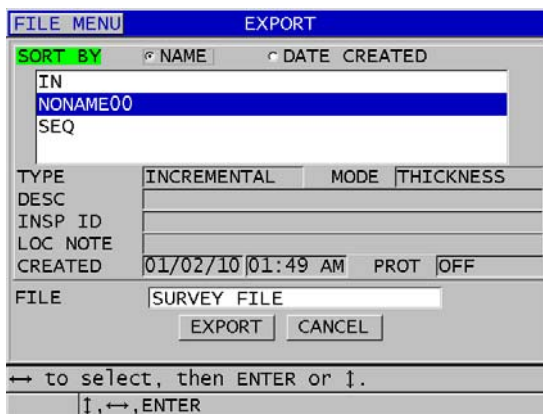 FILE MENU EXPORT
SORT BY NAME DATE CREATED
IN
NONAME00
SEQ
TYPE INCREMENTAL MODE THICKNESS
DESC
INSP ID
LOC NOTE
CREATED 01/02/10 01:49 AM PROT OFF
FILE SURVEY FILE
EXPORT CANCEL
↔ to select, then ENTER or ↕.
↕,↔,ENTER